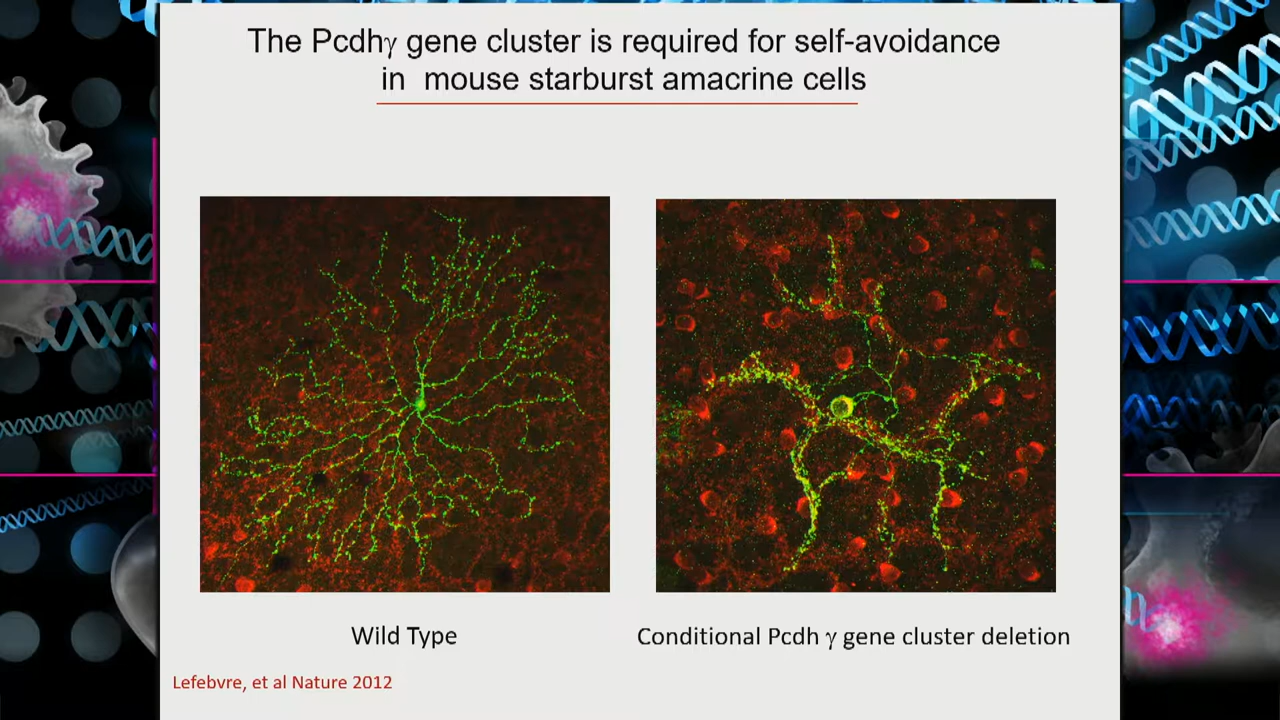 The Pcdhγ gene cluster is required for self-avoidance
in mouse starburst amacrine cells
Wild Type
Conditional Pcdh γ gene cluster deletion
Lefebvre, et al Nature 2012